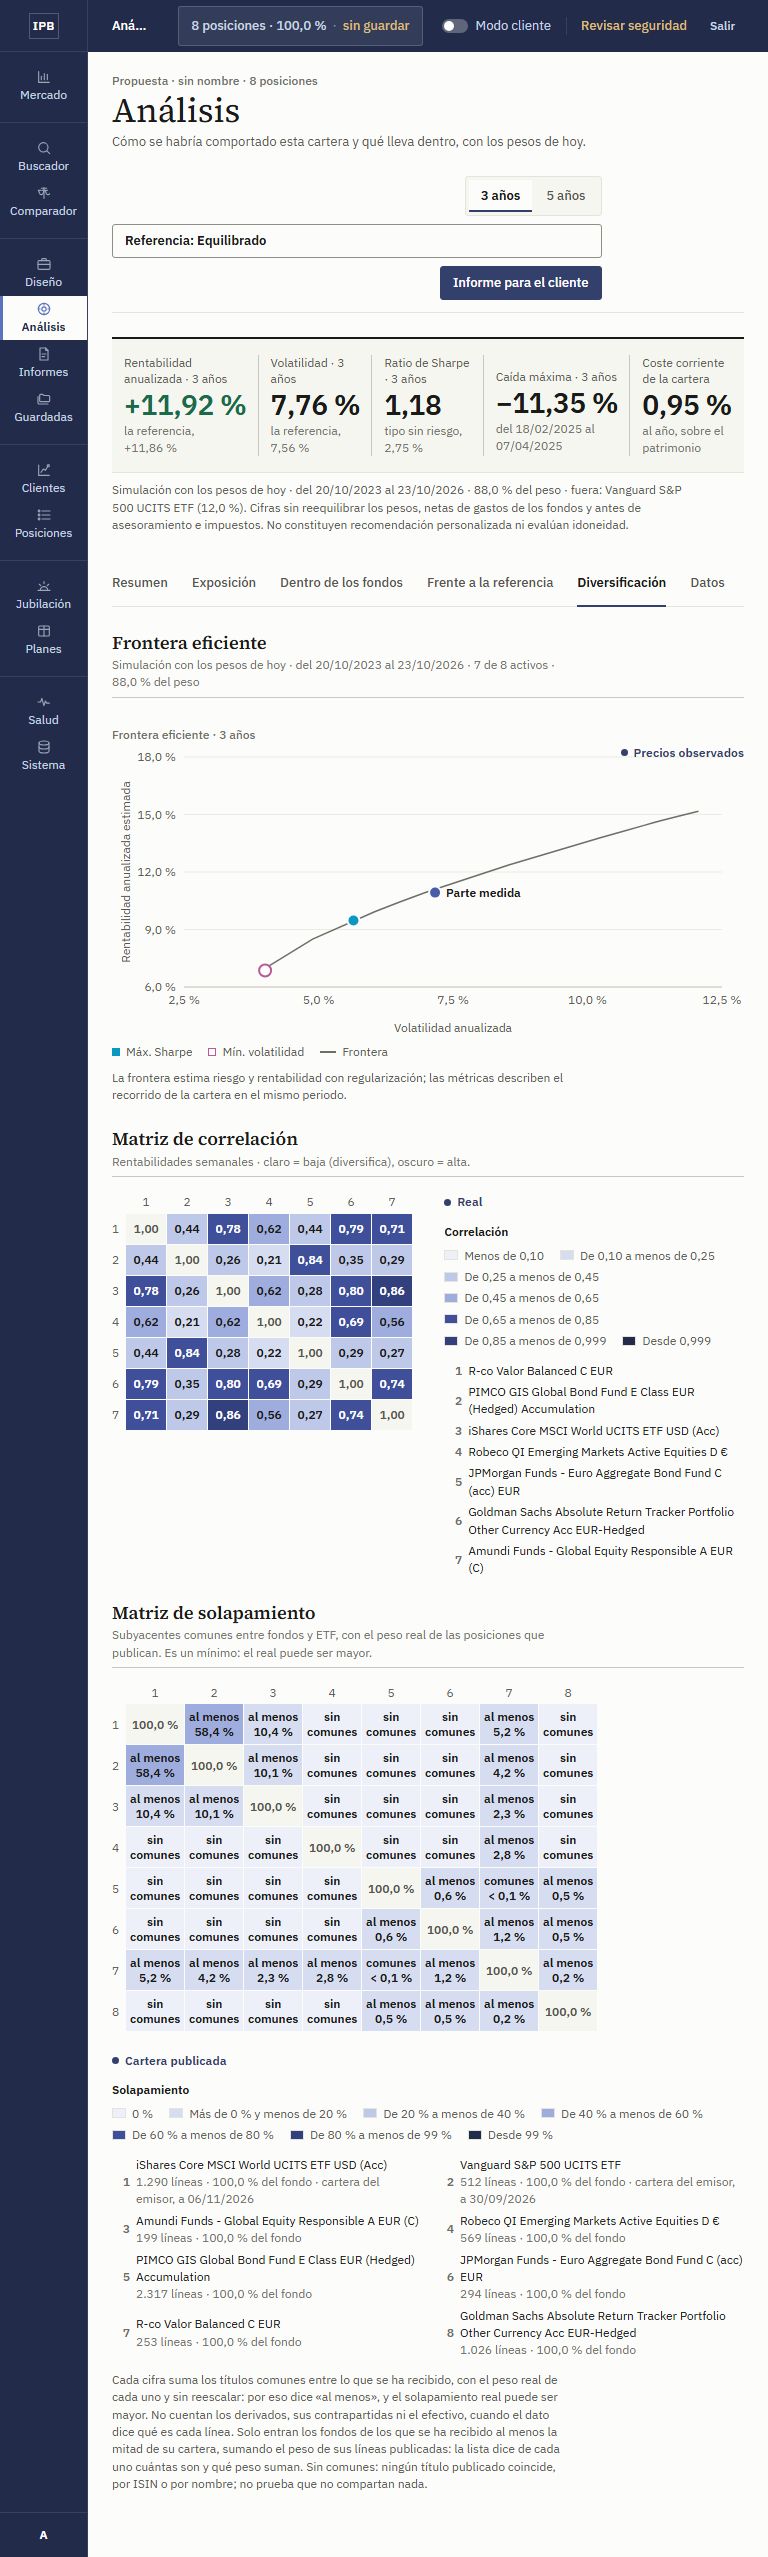 IPB
Aná...
8 posiciones · 100,0 % · sin guardar
Modo cliente
Revisar seguridad
Salir
Mercado
Buscador
Comparador
Diseño
Análisis
Informes
Guardadas
Clientes
Posiciones
Jubilación
Planes
Salud
Sistema
A
Propuesta · sin nombre · 8 posiciones
Análisis
Cómo se habría comportado esta cartera y qué lleva dentro, con los pesos de hoy.
3 años
5 años
Referencia: Equilibrado
Informe para el cliente
Rentabilidad
anualizada · 3 años
+11,92 %
la referencia,
+11,86 %
Volatilidad · 3
años
7,76 %
la referencia,
7,56 %
Ratio de Sharpe
· 3 años
1,18
tipo sin riesgo,
2,75 %
Caída máxima · 3 años
−11,35 %
del 18/02/2025 al
07/04/2025
Coste corriente
de la cartera
0,95 %
al año, sobre el
patrimonio
Simulación con los pesos de hoy · del 20/10/2023 al 23/10/2026 · 88,0 % del peso · fuera: Vanguard S&P
500 UCITS ETF (12,0 %). Cifras sin reequilibrar los pesos, netas de gastos de los fondos y antes de
asesoramiento e impuestos. No constituyen recomendación personalizada ni evalúan idoneidad.
Resumen
Exposición
Dentro de los fondos
Frente a la referencia
Diversificación
Datos
Frontera eficiente
Simulación con los pesos de hoy · del 20/10/2023 al 23/10/2026 · 7 de 8 activos ·
88,0 % del peso
Frontera eficiente · 3 años
Precios observados
Rentabilidad anualizada estimada
18,0 %
15,0 %
12,0 %
9,0 %
6,0 %
Parte medida
2,5 %
5,0 %
7,5 %
10,0 %
12,5 %
Volatilidad anualizada
Máx. Sharpe
Mín. volatilidad
Frontera
La frontera estima riesgo y rentabilidad con regularización; las métricas describen el
recorrido de la cartera en el mismo periodo.
Matriz de correlación
Rentabilidades semanales · claro = baja (diversifica), oscuro = alta.
1 2 3 4 5 6 7
1 1,00 0,44 0,78 0,62 0,44 0,79 0,71
2 0,44 1,00 0,26 0,21 0,84 0,35 0,29
3 0,78 0,26 1,00 0,62 0,28 0,80 0,86
4 0,62 0,21 0,62 1,00 0,22 0,69 0,56
5 0,44 0,84 0,28 0,22 1,00 0,29 0,27
6 0,79 0,35 0,80 0,69 0,29 1,00 0,74
7 0,71 0,29 0,86 0,56 0,27 0,74 1,00
Real
Correlación
Menos de 0,10
De 0,10 a menos de 0,25
De 0,25 a menos de 0,45
De 0,45 a menos de 0,65
De 0,65 a menos de 0,85
De 0,85 a menos de 0,999
Desde 0,999
1 R-co Valor Balanced C EUR
2 PIMCO GIS Global Bond Fund E Class EUR
(Hedged) Accumulation
3 iShares Core MSCI World UCITS ETF USD (Acc)
4 Robeco QI Emerging Markets Active Equities D €
5 JPMorgan Funds - Euro Aggregate Bond Fund C
(acc) EUR
6 Goldman Sachs Absolute Return Tracker Portfolio
Other Currency Acc EUR-Hedged
7 Amundi Funds - Global Equity Responsible A EUR
(C)
Matriz de solapamiento
Subyacentes comunes entre fondos y ETF, con el peso real de las posiciones que
publican. Es un mínimo: el real puede ser mayor.
1 2 3 4 5 6 7 8
1 100,0 % al menos 58,4 % al menos 10,4 % sin comunes sin comunes sin comunes al menos 5,2 % sin comunes
2 al menos 58,4 % 100,0 % al menos 10,1 % sin comunes sin comunes sin comunes al menos 4,2 % sin comunes
3 al menos 10,4 % al menos 10,1 % 100,0 % sin comunes sin comunes sin comunes al menos 2,3 % sin comunes
4 sin comunes sin comunes sin comunes 100,0 % sin comunes sin comunes al menos 2,8 % sin comunes
5 sin comunes sin comunes sin comunes sin comunes 100,0 % al menos 0,6 % comunes < 0,1 % al menos 0,5 %
6 sin comunes sin comunes sin comunes sin comunes al menos 0,6 % 100,0 % al menos 1,2 % al menos 0,5 %
7 al menos 5,2 % al menos 4,2 % al menos 2,3 % al menos 2,8 % comunes < 0,1 % al menos 1,2 % 100,0 % al menos 0,2 %
8 sin comunes sin comunes sin comunes sin comunes al menos 0,5 % al menos 0,5 % al menos 0,2 % 100,0 %
Cartera publicada
Solapamiento
0 %
Más de 0 % y menos de 20 %
De 20 % a menos de 40 %
De 40 % a menos de 60 %
De 60 % a menos de 80 %
De 80 % a menos de 99 %
Desde 99 %
1 iShares Core MSCI World UCITS ETF USD (Acc)
1.290 líneas · 100,0 % del fondo · cartera del
emisor, a 06/11/2026
2 Vanguard S&P 500 UCITS ETF
512 líneas · 100,0 % del fondo · cartera del emisor,
a 30/09/2026
3 Amundi Funds - Global Equity Responsible A EUR (C)
199 líneas · 100,0 % del fondo
4 Robeco QI Emerging Markets Active Equities D €
569 líneas · 100,0 % del fondo
5 PIMCO GIS Global Bond Fund E Class EUR (Hedged)
Accumulation
2.317 líneas · 100,0 % del fondo
6 JPMorgan Funds - Euro Aggregate Bond Fund C (acc)
EUR
294 líneas · 100,0 % del fondo
7 R-co Valor Balanced C EUR
253 líneas · 100,0 % del fondo
8 Goldman Sachs Absolute Return Tracker Portfolio
Other Currency Acc EUR-Hedged
1.026 líneas · 100,0 % del fondo
Cada cifra suma los títulos comunes entre lo que se ha recibido, con el peso real de
cada uno y sin reescalar: por eso dice «al menos», y el solapamiento real puede ser
mayor. No cuentan los derivados, sus contrapartidas ni el efectivo, cuando el dato
dice qué es cada línea. Solo entran los fondos de los que se ha recibido al menos la
mitad de su cartera, sumando el peso de sus líneas publicadas: la lista dice de cada
uno cuántas son y qué peso suman. Sin comunes: ningún título publicado coincide,
por ISIN o por nombre; no prueba que no compartan nada.